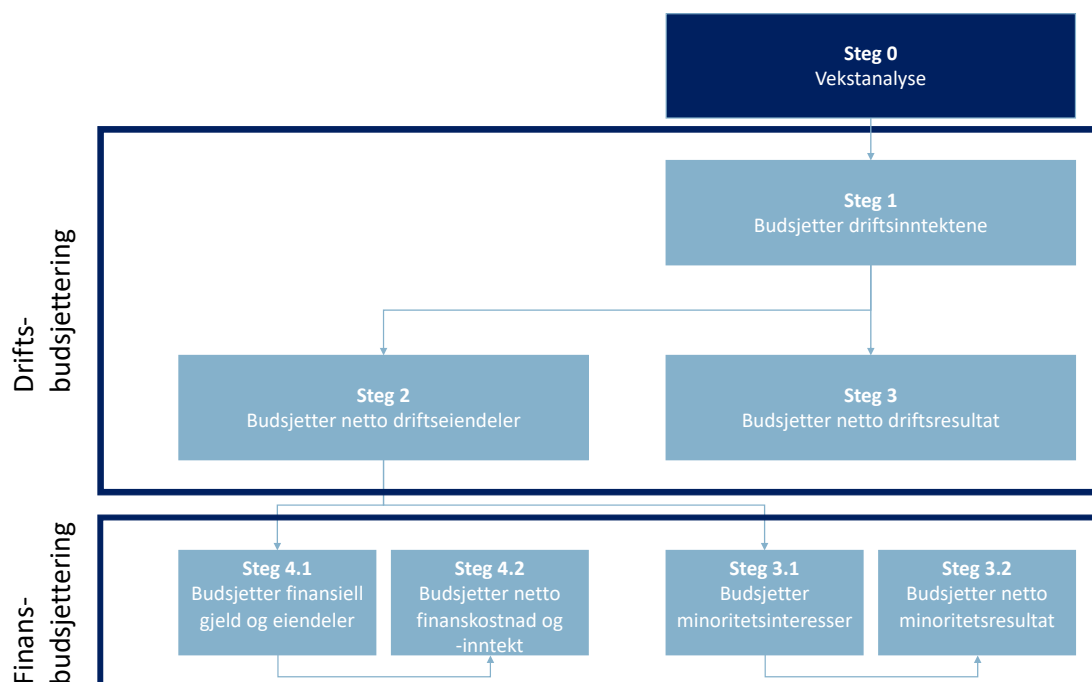 Steg 0
Vekstanalyse
Drifts-
budsjettering
Steg 1
Budsjetter driftsinntektene
Steg 2
Budsjetter netto driftseiendeler
Steg 3
Budsjetter netto driftsresultat
Finans-
budsjettering
Steg 4.1
Budsjetter finansiell
gjeld og eiendeler
Steg 4.2
Budsjetter netto
finanskostnad og
-inntekt
Steg 3.1
Budsjetter
minoritetsinteresser
Steg 3.2
Budsjetter netto
minoritetsresultat